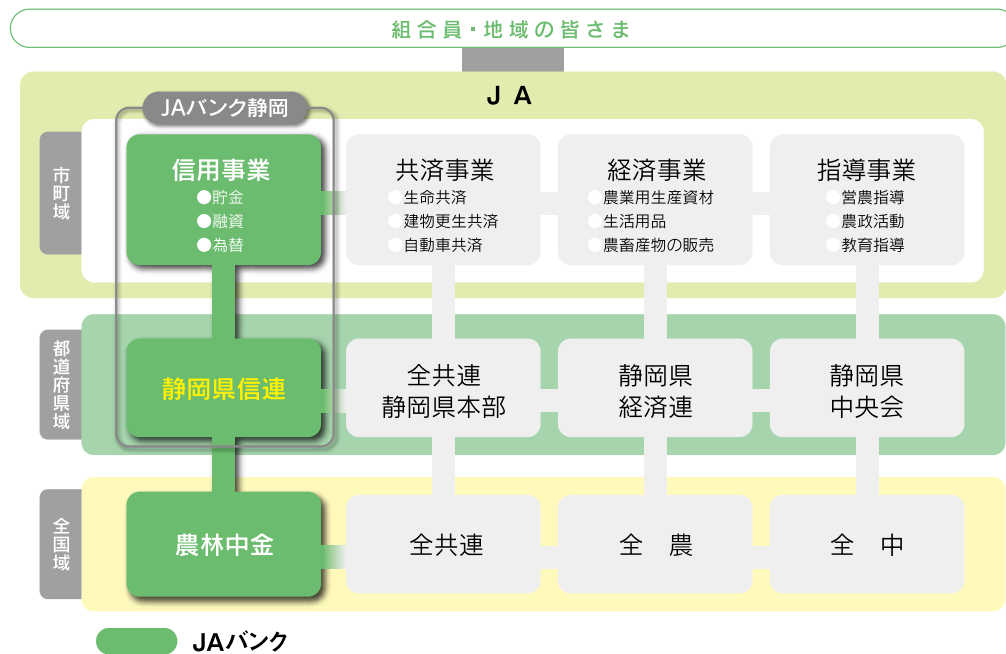 組合員・地域の皆さま
JA
JAバンク静岡
市町域
信用事業
●貯金
●融資
●為替
共済事業
●生命共済
●建物更生共済
●自動車共済
経済事業
●農業用生産資材
●生活用品
●農畜産物の販売
指導事業
●営農指導
●農政活動
●教育指導
都道府県域
静岡県信連
全共連
静岡県本部
静岡県
経済連
静岡県
中央会
全国域
農林中金
全共連
全　農
全　中
JAバンク